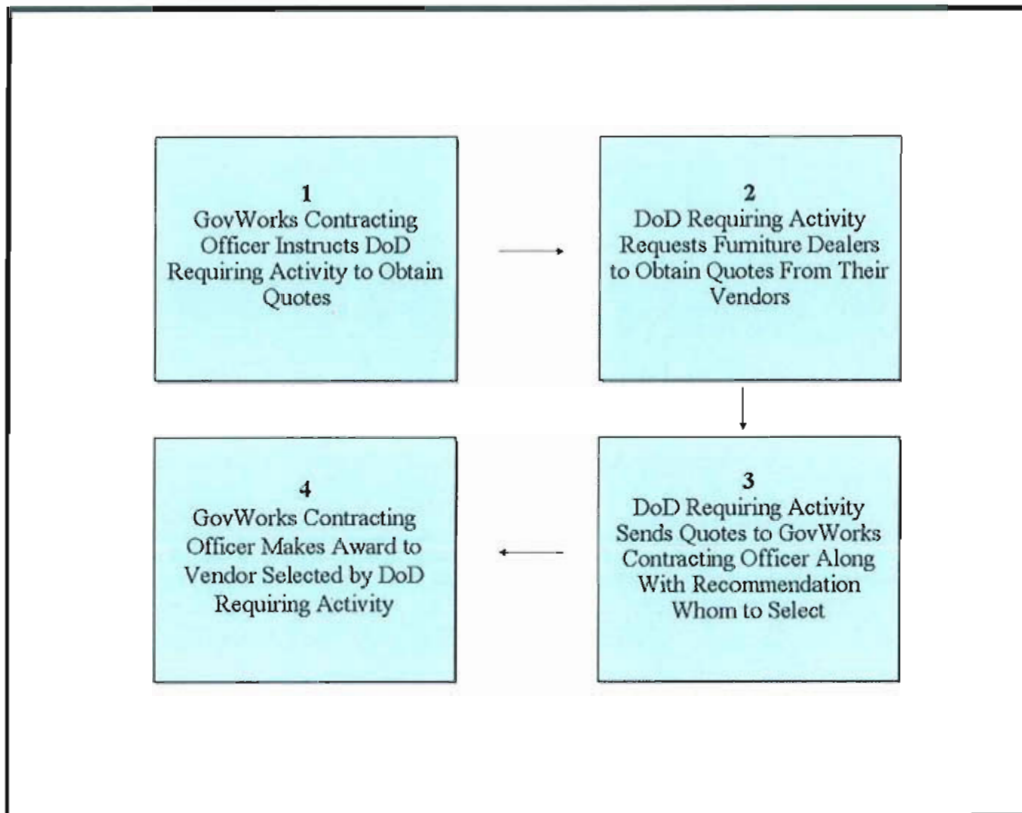 1
GovWorks Contracting
Officer Instructs DoD
Requiring Activity to Obtain
Quotes
2
DoD Requiring Activity
Requests Furniture Dealers
to Obtain Quotes From Their
Vendors
3
DoD Requiring Activity
Sends Quotes to GovWorks
Contracting Officer Along
With Recommendation
Whom to Select
4
GovWorks Contracting
Officer Makes Award to
Vendor Selected by DoD
Requiring Activity